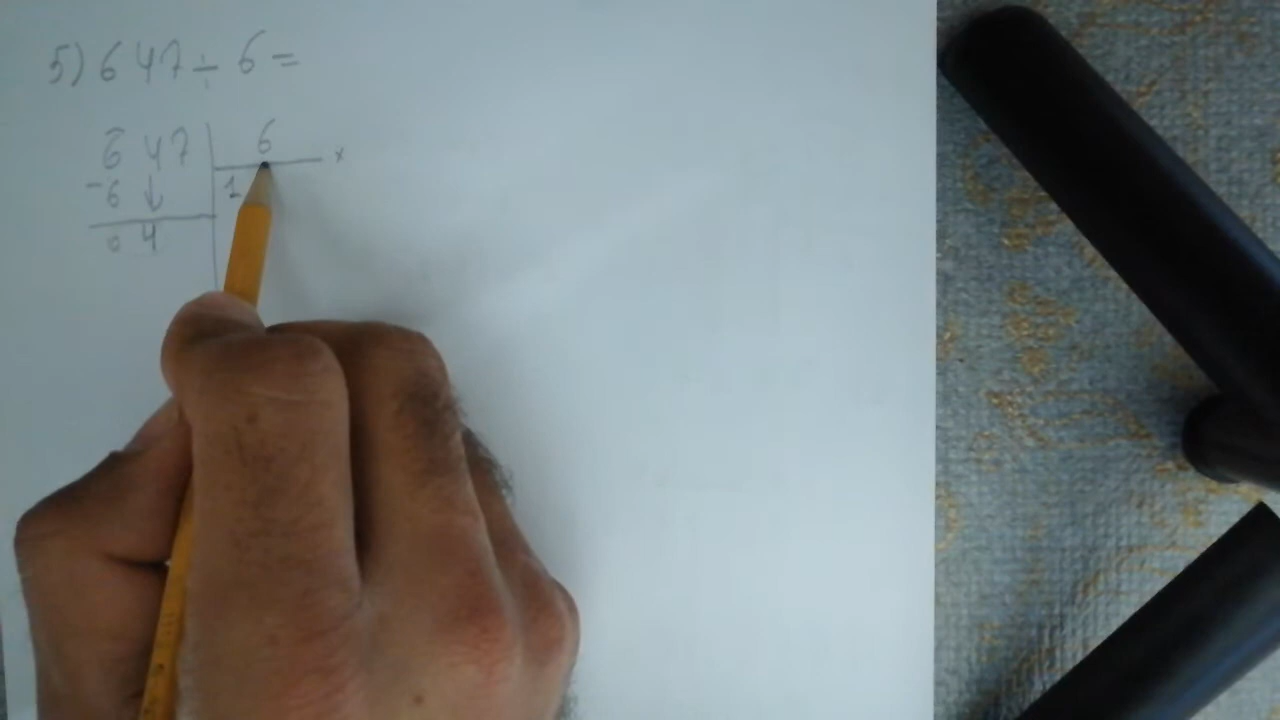 5) 647 ÷ 6 =
647 6
x
-6 ↓ 1
04